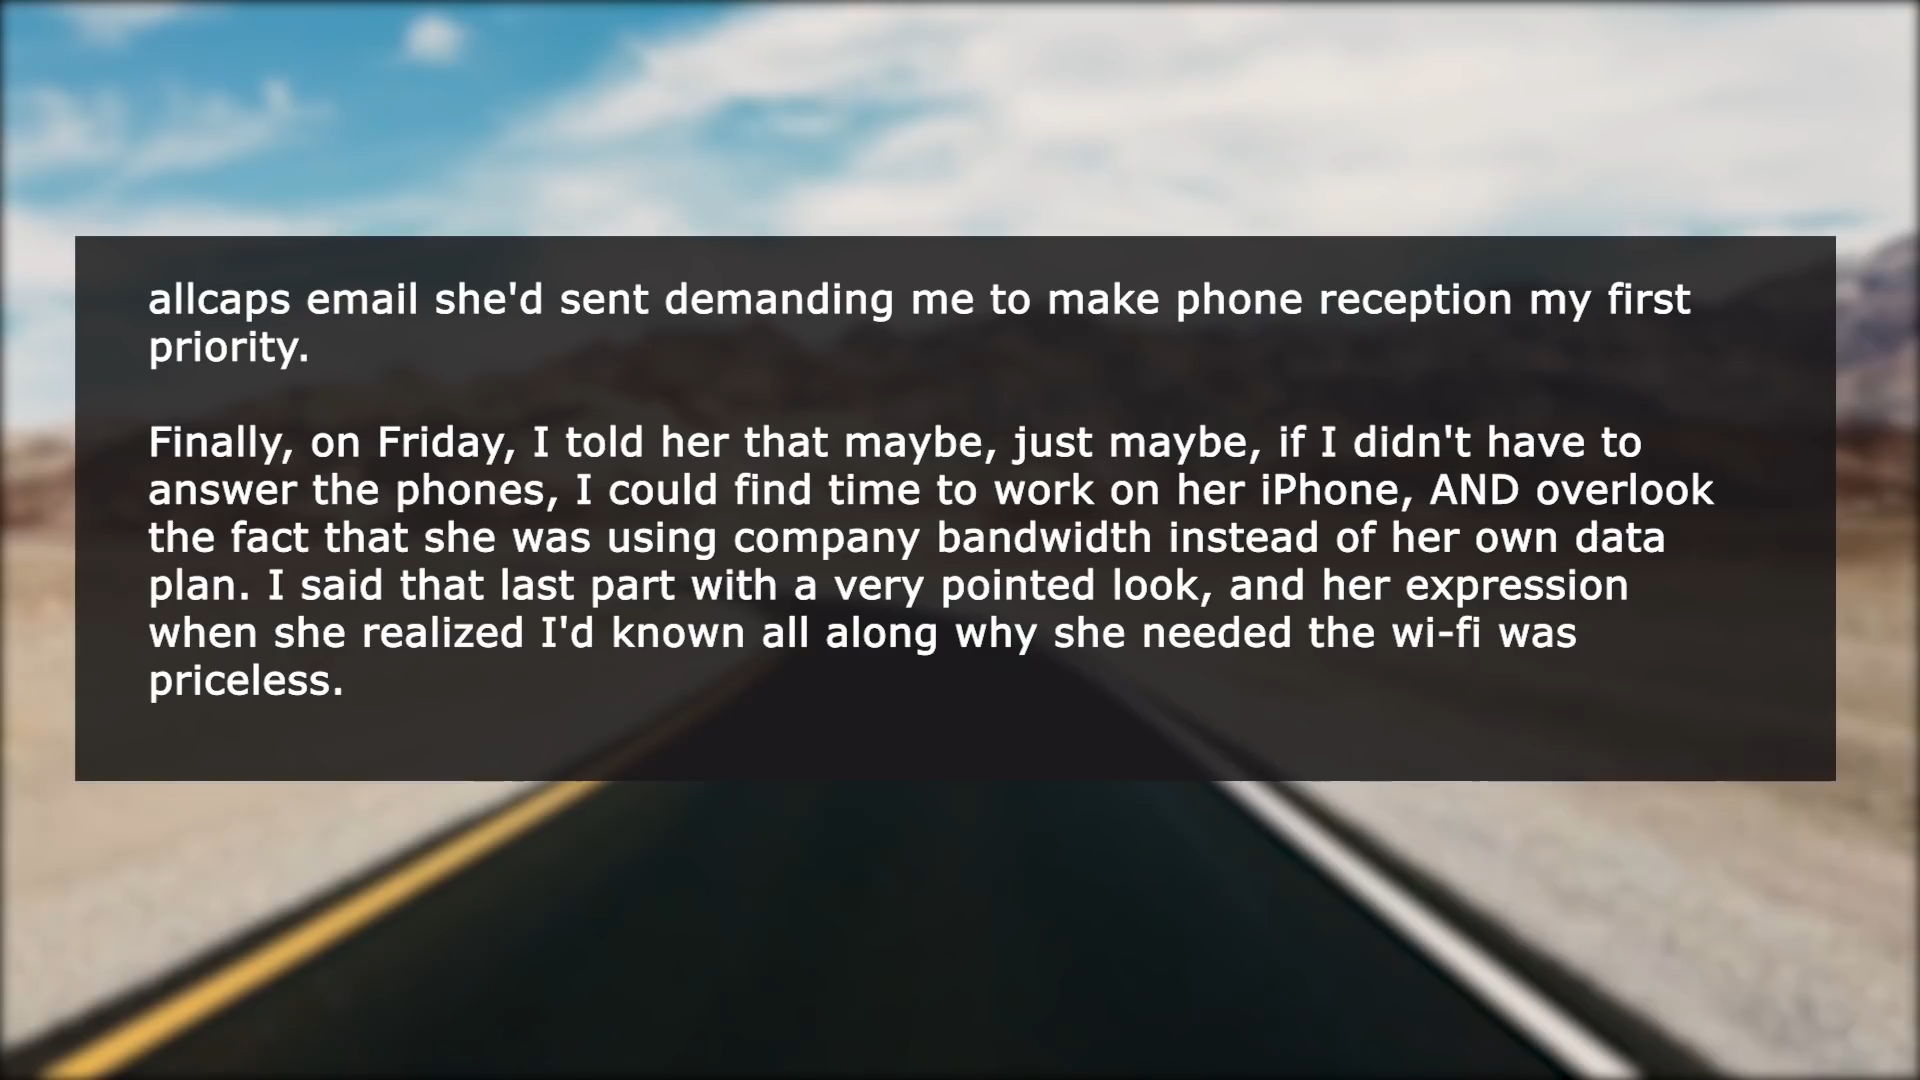 allcaps email she'd sent demanding me to make phone reception my first
priority.
Finally, on Friday, I told her that maybe, just maybe, if I didn't have to
answer the phones, I could find time to work on her iPhone, AND overlook
the fact that she was using company bandwidth instead of her own data
plan. I said that last part with a very pointed look, and her expression
when she realized I'd known all along why she needed the wi-fi was
priceless.